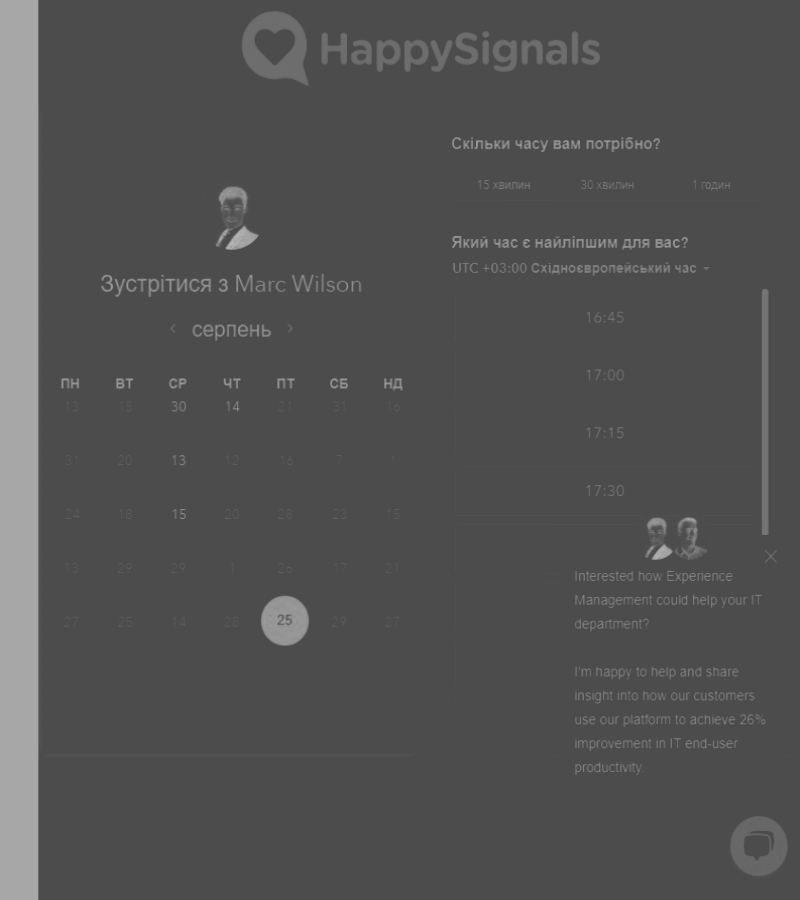 HappySignals
Зустрітися з Marc Wilson
серпень
ПН ВТ СР ЧТ ПТ СБ НД
13 15 30 14 21 31 16
31 20 13 12 16 7 1
24 18 15 20 28 23 15
13 29 29 1 26 17 21
27 25 14 28 25 29 27
Скільки часу вам потрібно?
15 хвилин 30 хвилин 1 годин
Який час є найліпшим для вас?
UTC +03:00 Східноєвропейський час
16:45
17:00
17:15
17:30
Interested how Experience
Management could help your IT
department?
I'm happy to help and share
insight into how our customers
use our platform to achieve 26%
improvement in IT end-user
productivity.